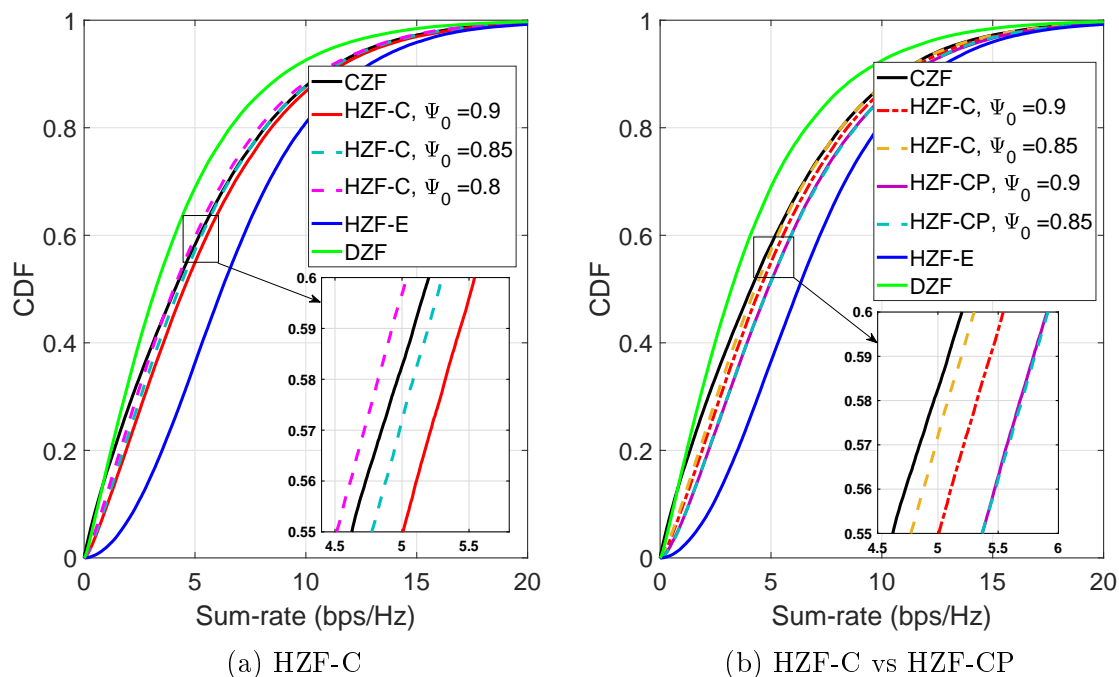 1
0.8
0.6
0.4
0.2
0
CDF
CZF
HZF-C, Ψ0 =0.9
HZF-C, Ψ0 =0.85
HZF-C, Ψ0 =0.8
HZF-E
DZF
0.6
0.59
0.58
0.57
0.56
0.55
4.5 5 5.5
0 5 10 15 20
Sum-rate (bps/Hz)
(a) HZF-C
1
0.8
0.6
0.4
0.2
0
CDF
CZF
HZF-C, Ψ0 =0.9
HZF-C, Ψ0 =0.85
HZF-CP, Ψ0 =0.9
HZF-CP, Ψ0 =0.85
HZF-E
DZF
0.6
0.59
0.58
0.57
0.56
0.55
4.5 5 5.5 6
0 5 10 15 20
Sum-rate (bps/Hz)
(b) HZF-C vs HZF-CP